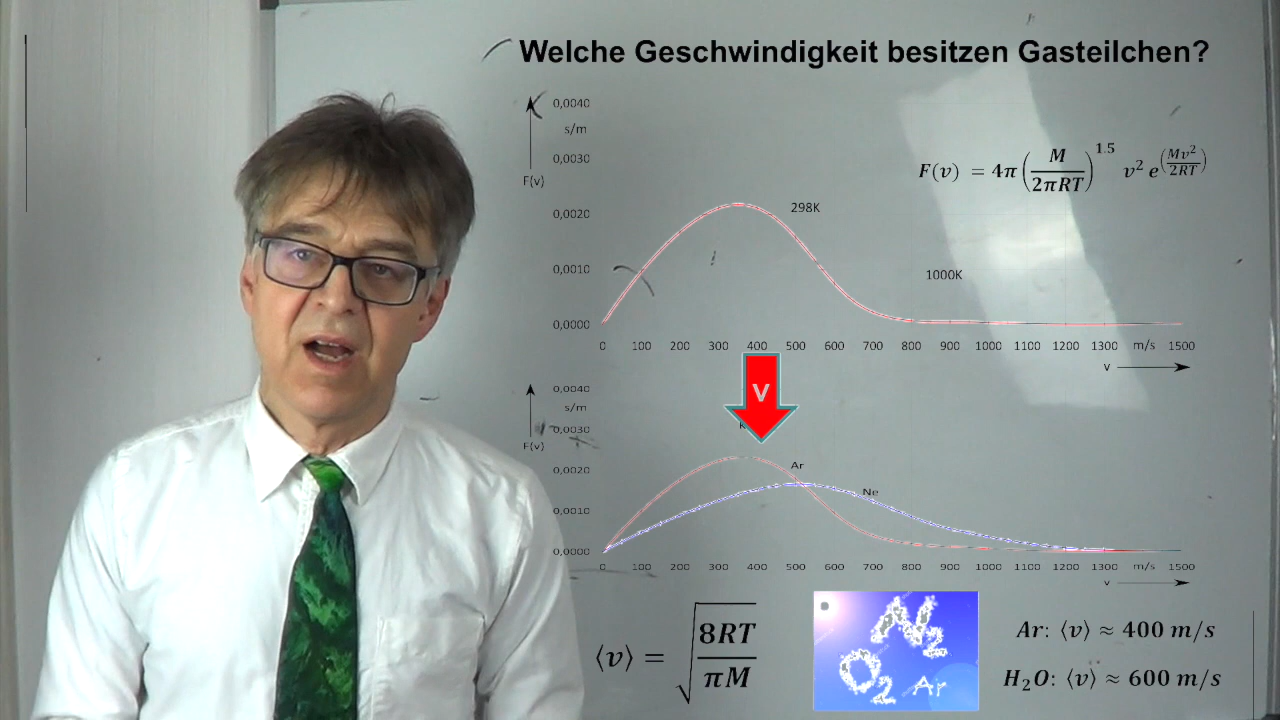 Welche Geschwindigkeit besitzen Gasteilchen?
0,0040
s/m
0,0030
F(v)
0,0020
0,0010
0,0000
298K
1000K
F(v) = 4π (M / 2πRT)^1.5 v² e^(Mv² / 2RT)
0 100 200 300 400 500 600 700 800 900 1000 1100 1200 1300 m/s 1500
v
V
0,0040
s/m
0,0030
F(v)
0,0020
0,0010
0,0000
Ar
Ne
0 100 200 300 400 500 600 700 800 900 1000 1100 1200 1300 m/s 1500
v
⟨v⟩ = √(8RT / πM)
N₂
O₂ Ar
Ar: ⟨v⟩ ≈ 400 m/s
H₂O: ⟨v⟩ ≈ 600 m/s